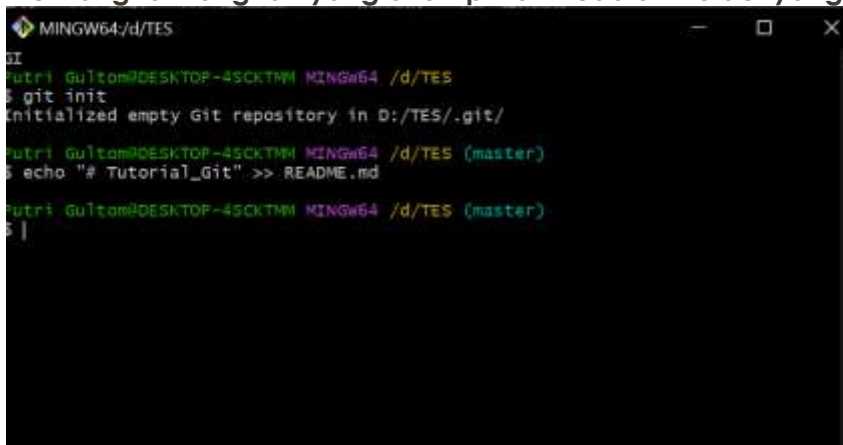 MINGW64:/d/TES
GI
Putri Gultom@DESKTOP-4SCKTMM MINGW64 /d/TES
$ git init
Initialized empty Git repository in D:/TES/.git/
Putri Gultom@DESKTOP-4SCKTMM MINGW64 /d/TES (master)
$ echo "# Tutorial_Git" >> README.md
Putri Gultom@DESKTOP-4SCKTMM MINGW64 /d/TES (master)
$